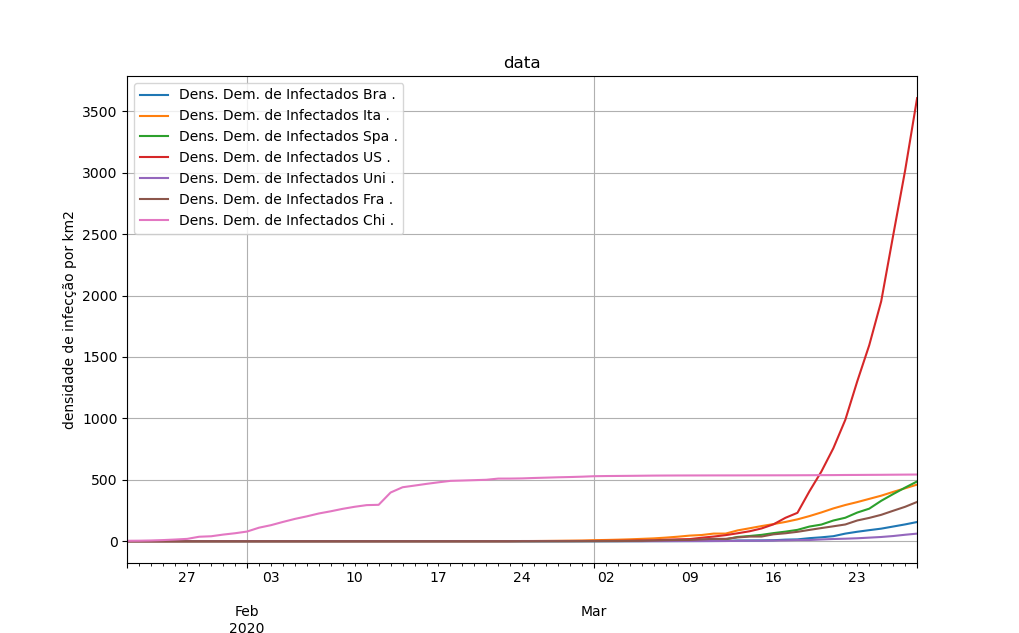 data
densidade de infecção por km2
3500
3000
2500
2000
1500
1000
500
0
Dens. Dem. de Infectados Bra .
Dens. Dem. de Infectados Ita .
Dens. Dem. de Infectados Spa .
Dens. Dem. de Infectados US .
Dens. Dem. de Infectados Uni .
Dens. Dem. de Infectados Fra .
Dens. Dem. de Infectados Chi .
27 03 10 17 24 02 09 16 23
Feb Mar
2020